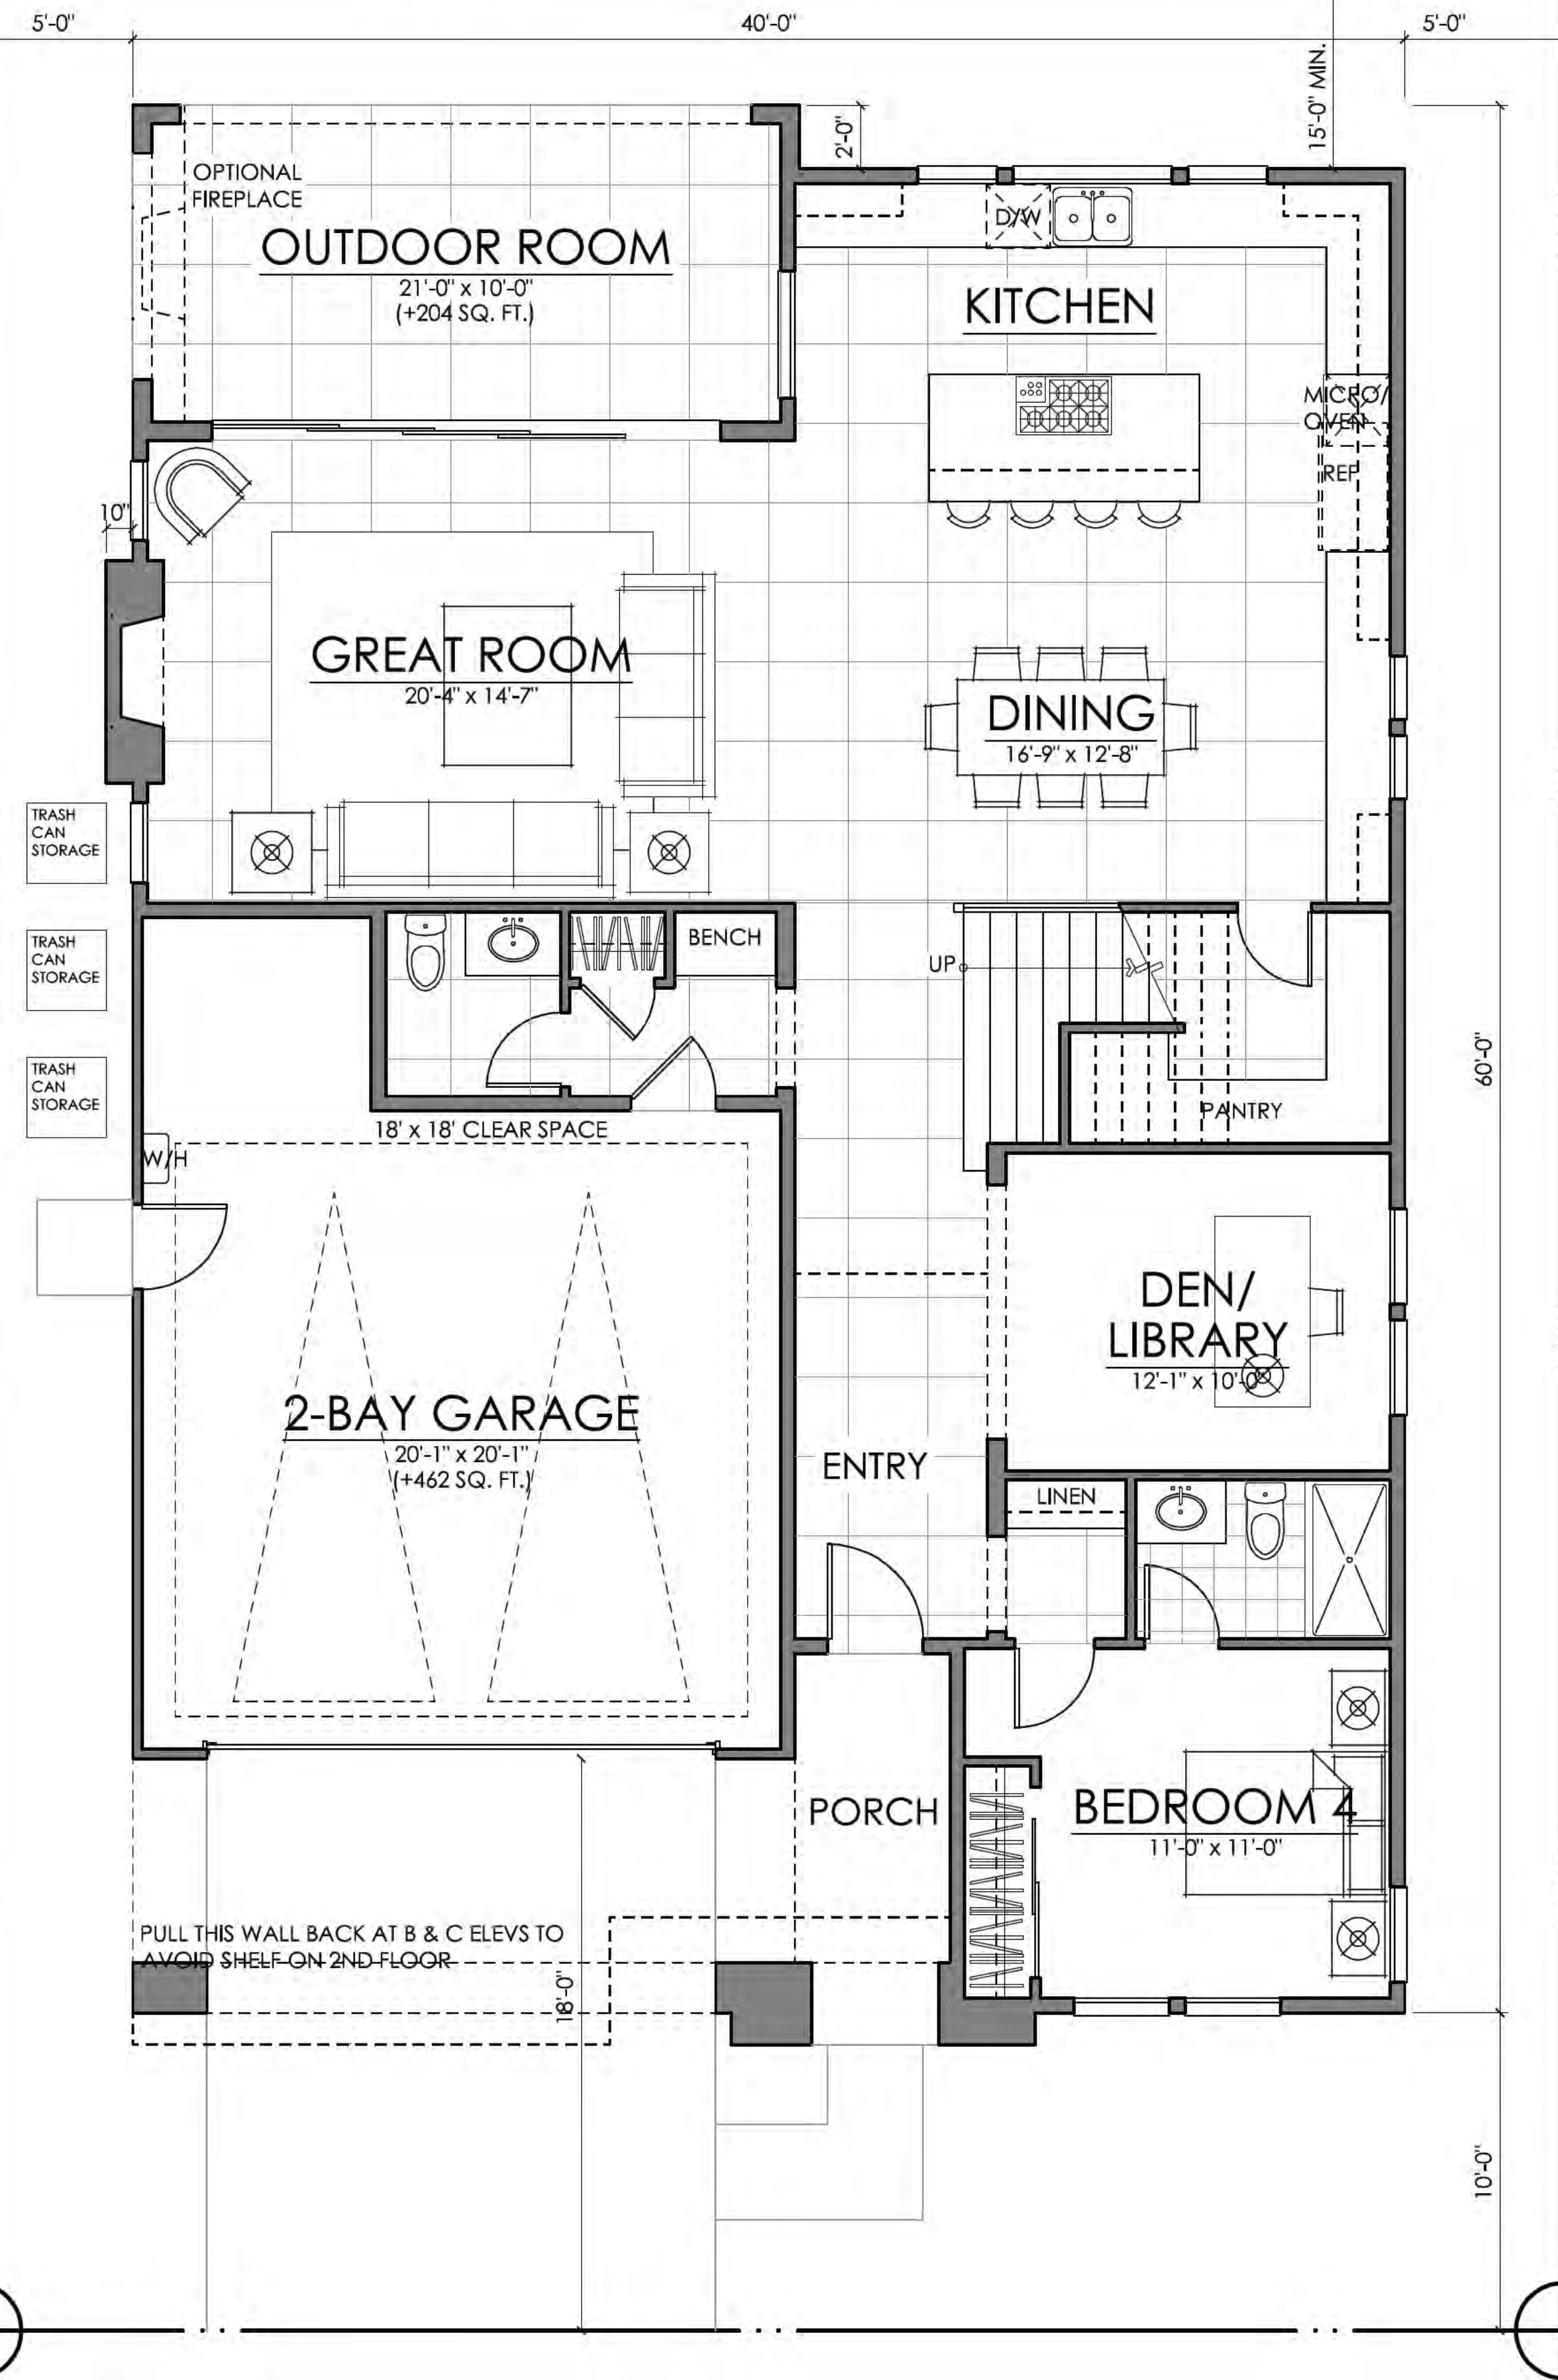 5'-0"
40'-0"
5'-0"
2'-0"
15'-0" MIN.
OPTIONAL
FIREPLACE
OUTDOOR ROOM
21'-0" x 10'-0"
(+204 SQ. FT.)
D/W
KITCHEN
MICRO/
OVEN
REF
10"
GREAT ROOM
20'-4" x 14'-7"
DINING
16'-9" x 12'-8"
TRASH
CAN
STORAGE
TRASH
CAN
STORAGE
TRASH
CAN
STORAGE
BENCH
UP
PANTRY
60'-0"
18' x 18' CLEAR SPACE
W/H
DEN/
LIBRARY
12'-1" x 10'-0"
2-BAY GARAGE
20'-1" x 20'-1"
(+462 SQ. FT.)
ENTRY
LINEN
PORCH
BEDROOM 4
11'-0" x 11'-0"
PULL THIS WALL BACK AT B & C ELEVS TO
AVOID SHELF ON 2ND FLOOR
18'-0"
10'-0"